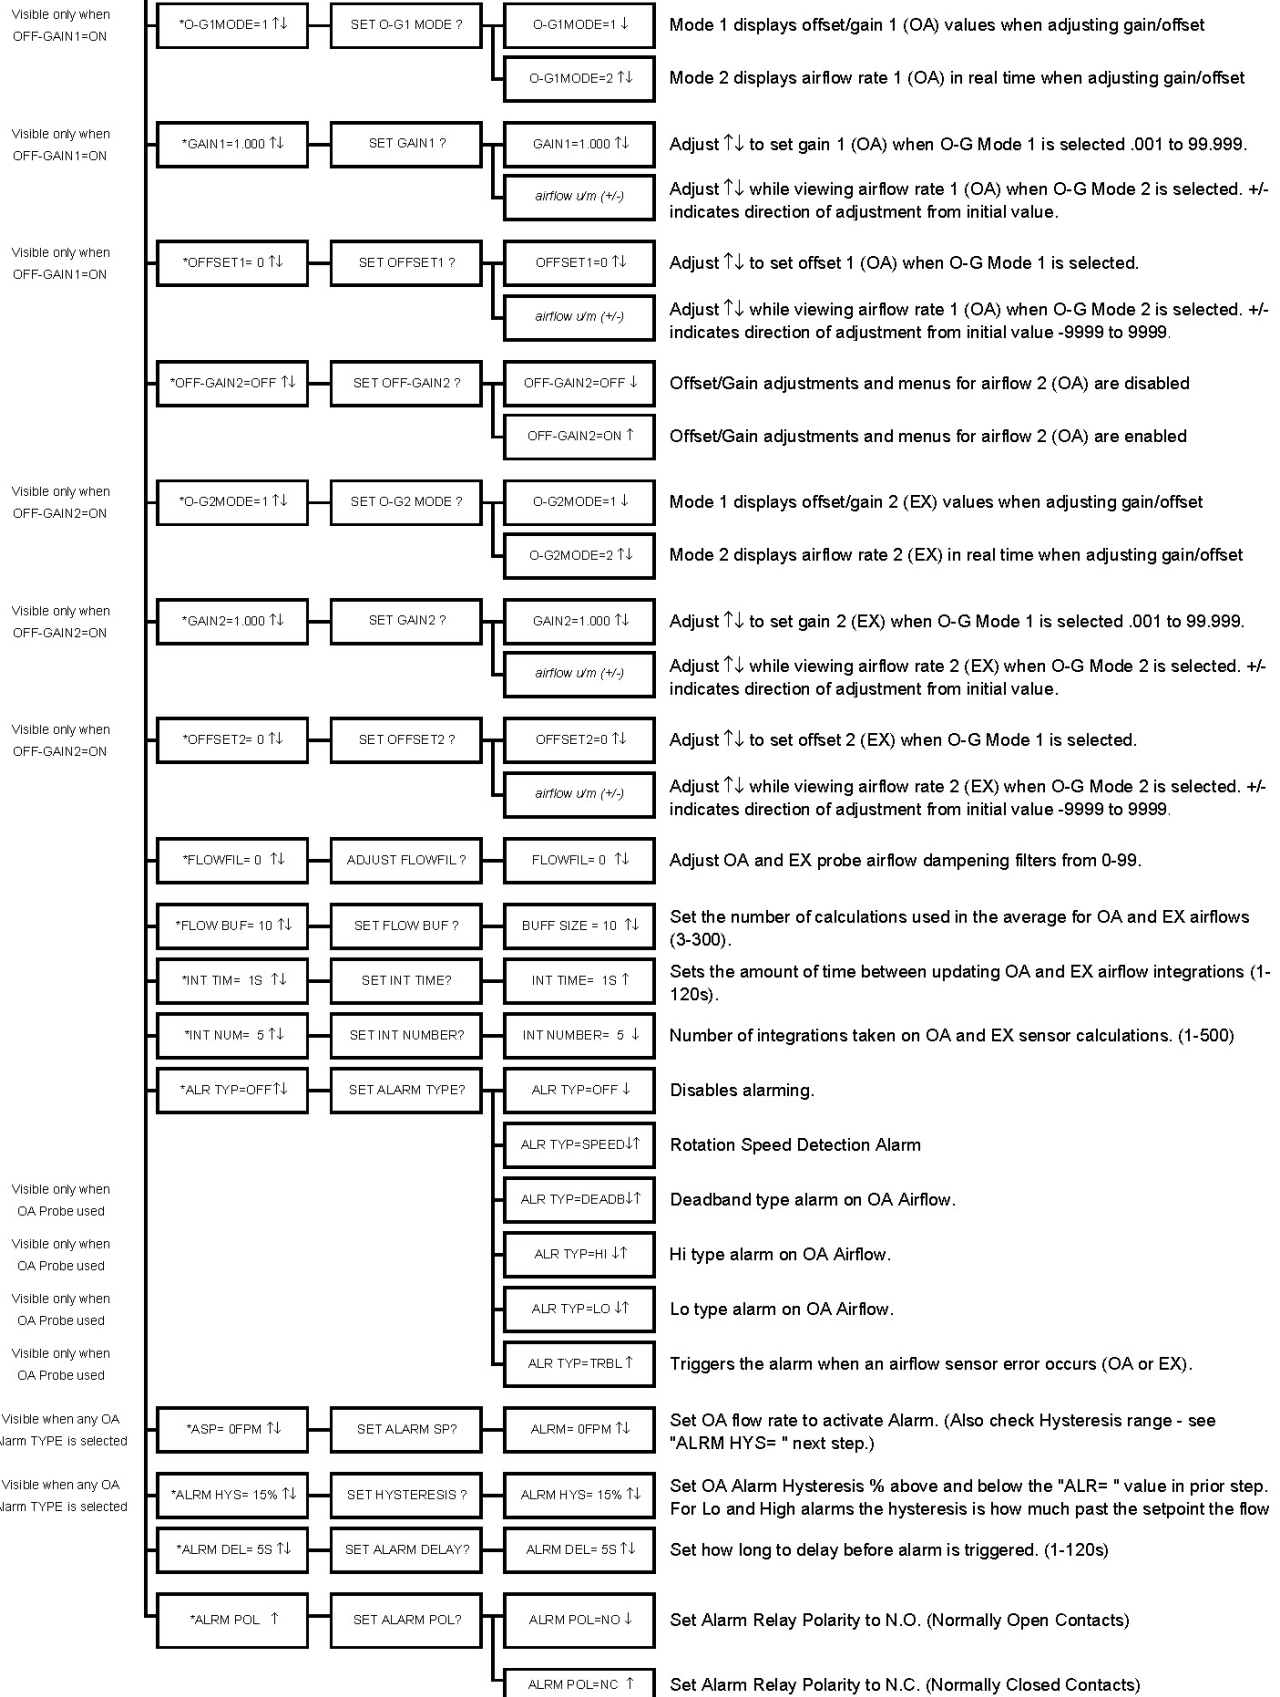 Visible only when
OFF-GAIN1=ON
*O-G1MODE=1 ↑↓
SET O-G1 MODE ?
O-G1MODE=1 ↓
Mode 1 displays offset/gain 1 (OA) values when adjusting gain/offset
O-G1MODE=2 ↑↓
Mode 2 displays airflow rate 1 (OA) in real time when adjusting gain/offset
Visible only when
OFF-GAIN1=ON
*GAIN1=1.000 ↑↓
SET GAIN1 ?
GAIN1=1.000 ↑↓
Adjust ↑↓ to set gain 1 (OA) when O-G Mode 1 is selected .001 to 99.999.
airflow u/m (+/-)
Adjust ↑↓ while viewing airflow rate 1 (OA) when O-G Mode 2 is selected. +/-
indicates direction of adjustment from initial value.
Visible only when
OFF-GAIN1=ON
*OFFSET1= 0 ↑↓
SET OFFSET1 ?
OFFSET1=0 ↑↓
Adjust ↑↓ to set offset 1 (OA) when O-G Mode 1 is selected.
airflow u/m (+/-)
Adjust ↑↓ while viewing airflow rate 1 (OA) when O-G Mode 2 is selected. +/-
indicates direction of adjustment from initial value -9999 to 9999.
*OFF-GAIN2=OFF ↑↓
SET OFF-GAIN2 ?
OFF-GAIN2=OFF ↓
Offset/Gain adjustments and menus for airflow 2 (OA) are disabled
OFF-GAIN2=ON ↑
Offset/Gain adjustments and menus for airflow 2 (OA) are enabled
Visible only when
OFF-GAIN2=ON
*O-G2MODE=1 ↑↓
SET O-G2 MODE ?
O-G2MODE=1 ↓
Mode 1 displays offset/gain 2 (EX) values when adjusting gain/offset
O-G2MODE=2 ↑↓
Mode 2 displays airflow rate 2 (EX) in real time when adjusting gain/offset
Visible only when
OFF-GAIN2=ON
*GAIN2=1.000 ↑↓
SET GAIN2 ?
GAIN2=1.000 ↑↓
Adjust ↑↓ to set gain 2 (EX) when O-G Mode 1 is selected .001 to 99.999.
airflow u/m (+/-)
Adjust ↑↓ while viewing airflow rate 2 (EX) when O-G Mode 2 is selected. +/-
indicates direction of adjustment from initial value.
Visible only when
OFF-GAIN2=ON
*OFFSET2= 0 ↑↓
SET OFFSET2 ?
OFFSET2=0 ↑↓
Adjust ↑↓ to set offset 2 (EX) when O-G Mode 1 is selected.
airflow u/m (+/-)
Adjust ↑↓ while viewing airflow rate 2 (EX) when O-G Mode 2 is selected. +/-
indicates direction of adjustment from initial value -9999 to 9999.
*FLOWFIL= 0 ↑↓
ADJUST FLOWFIL ?
FLOWFIL= 0 ↑↓
Adjust OA and EX probe airflow dampening filters from 0-99.
*FLOW BUF= 10 ↑↓
SET FLOW BUF ?
BUFF SIZE = 10 ↑↓
Set the number of calculations used in the average for OA and EX airflows
(3-300).
*INT TIM= 1S ↑↓
SET INT TIME?
INT TIME= 1S ↑
Sets the amount of time between updating OA and EX airflow integrations (1-
120s).
*INT NUM= 5 ↑↓
SET INT NUMBER?
INT NUMBER= 5 ↓
Number of integrations taken on OA and EX sensor calculations. (1-500)
*ALR TYP=OFF↑↓
SET ALARM TYPE?
ALR TYP=OFF ↓
Disables alarming.
ALR TYP=SPEED↓↑
Rotation Speed Detection Alarm
Visible only when
OA Probe used
ALR TYP=DEADB↓↑
Deadband type alarm on OA Airflow.
Visible only when
OA Probe used
ALR TYP=HI ↓↑
Hi type alarm on OA Airflow.
Visible only when
OA Probe used
ALR TYP=LO ↓↑
Lo type alarm on OA Airflow.
Visible only when
OA Probe used
ALR TYP=TRBL ↑
Triggers the alarm when an airflow sensor error occurs (OA or EX).
Visible when any OA
Alarm TYPE is selected
*ASP= 0FPM ↑↓
SET ALARM SP?
ALRM= 0FPM ↑↓
Set OA flow rate to activate Alarm. (Also check Hysteresis range - see
"ALRM HYS= " next step.)
Visible when any OA
Alarm TYPE is selected
*ALRM HYS= 15% ↑↓
SET HYSTERESIS ?
ALRM HYS= 15% ↑↓
Set OA Alarm Hysteresis % above and below the "ALR= " value in prior step.
For Lo and High alarms the hysteresis is how much past the setpoint the flow
*ALRM DEL= 5S ↑↓
SET ALARM DELAY?
ALRM DEL= 5S ↑↓
Set how long to delay before alarm is triggered. (1-120s)
*ALRM POL ↑
SET ALARM POL?
ALRM POL=NO ↓
Set Alarm Relay Polarity to N.O. (Normally Open Contacts)
ALRM POL=NC ↑
Set Alarm Relay Polarity to N.C. (Normally Closed Contacts)